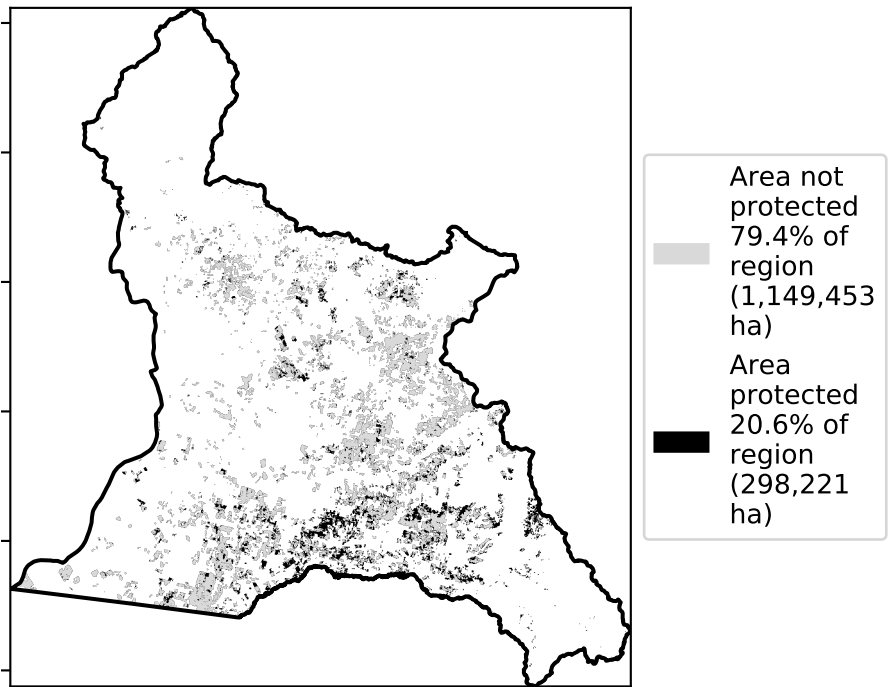 Area not
protected
79.4% of
region
(1,149,453
ha)
Area
protected
20.6% of
region
(298,221
ha)